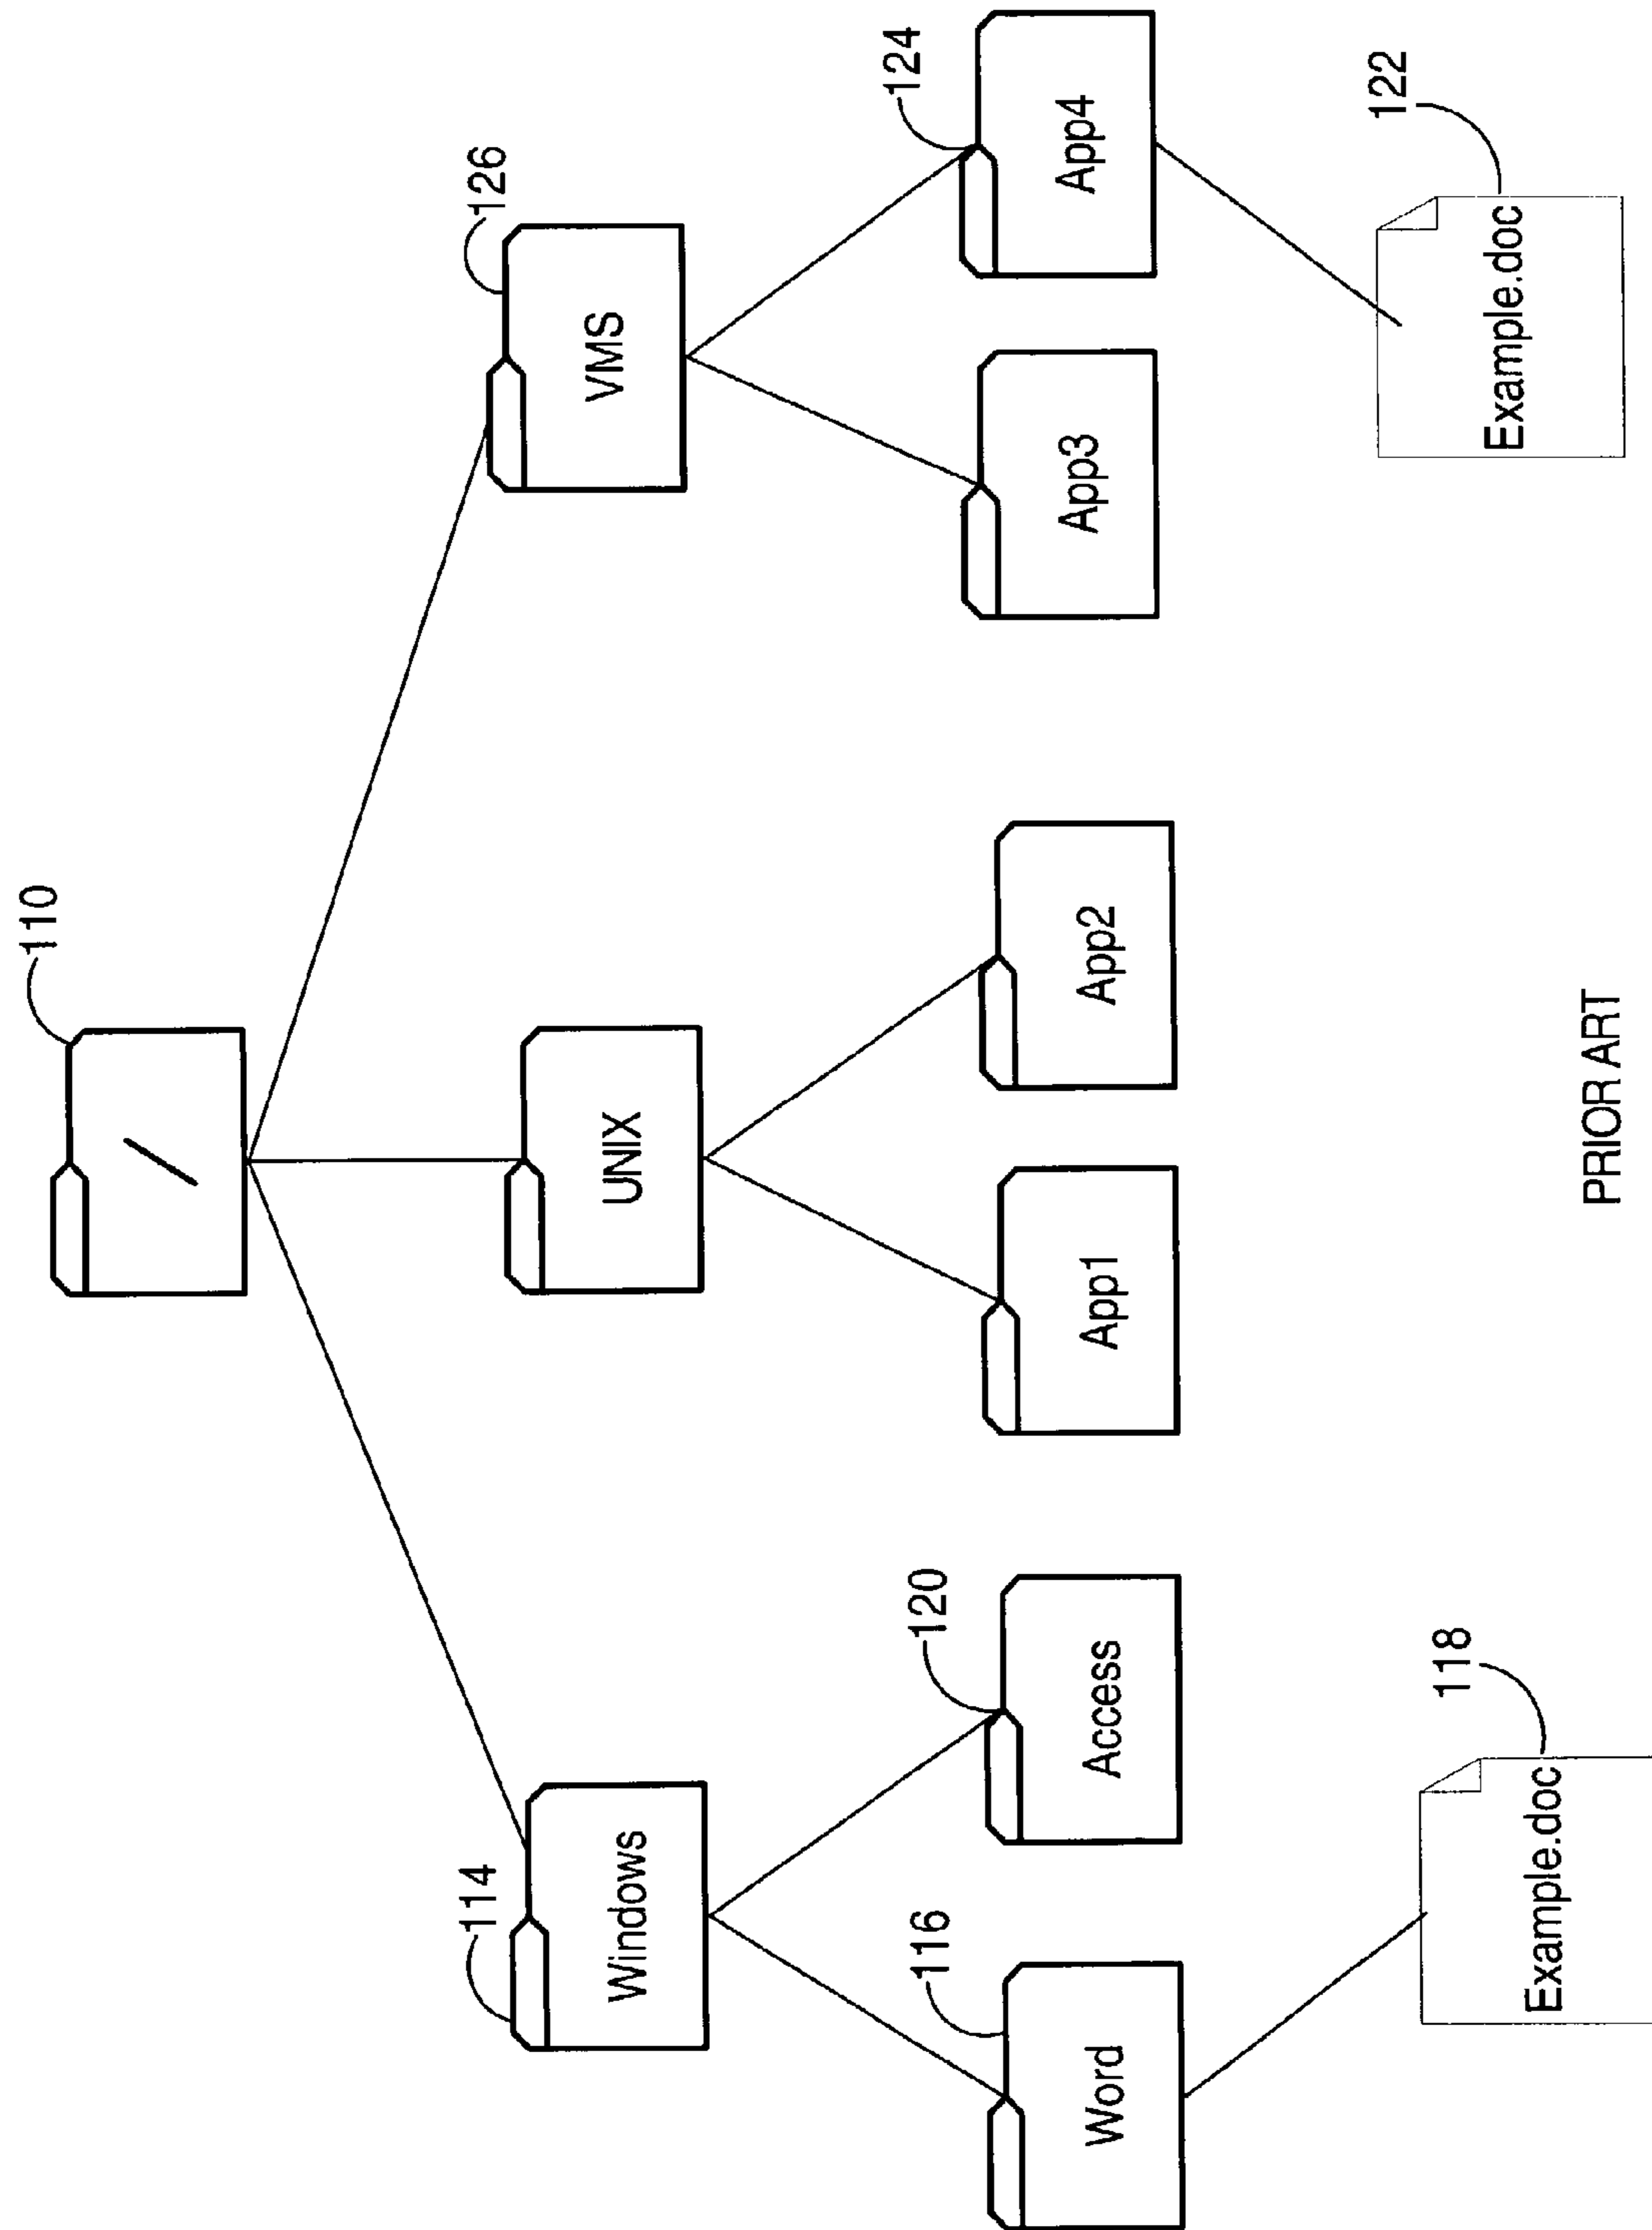 110
/
114
126
Windows
UNIX
VMS
116
120
124
Word
Access
App1
App2
App3
App4
118
122
Example.doc
Example.doc
PRIOR ART